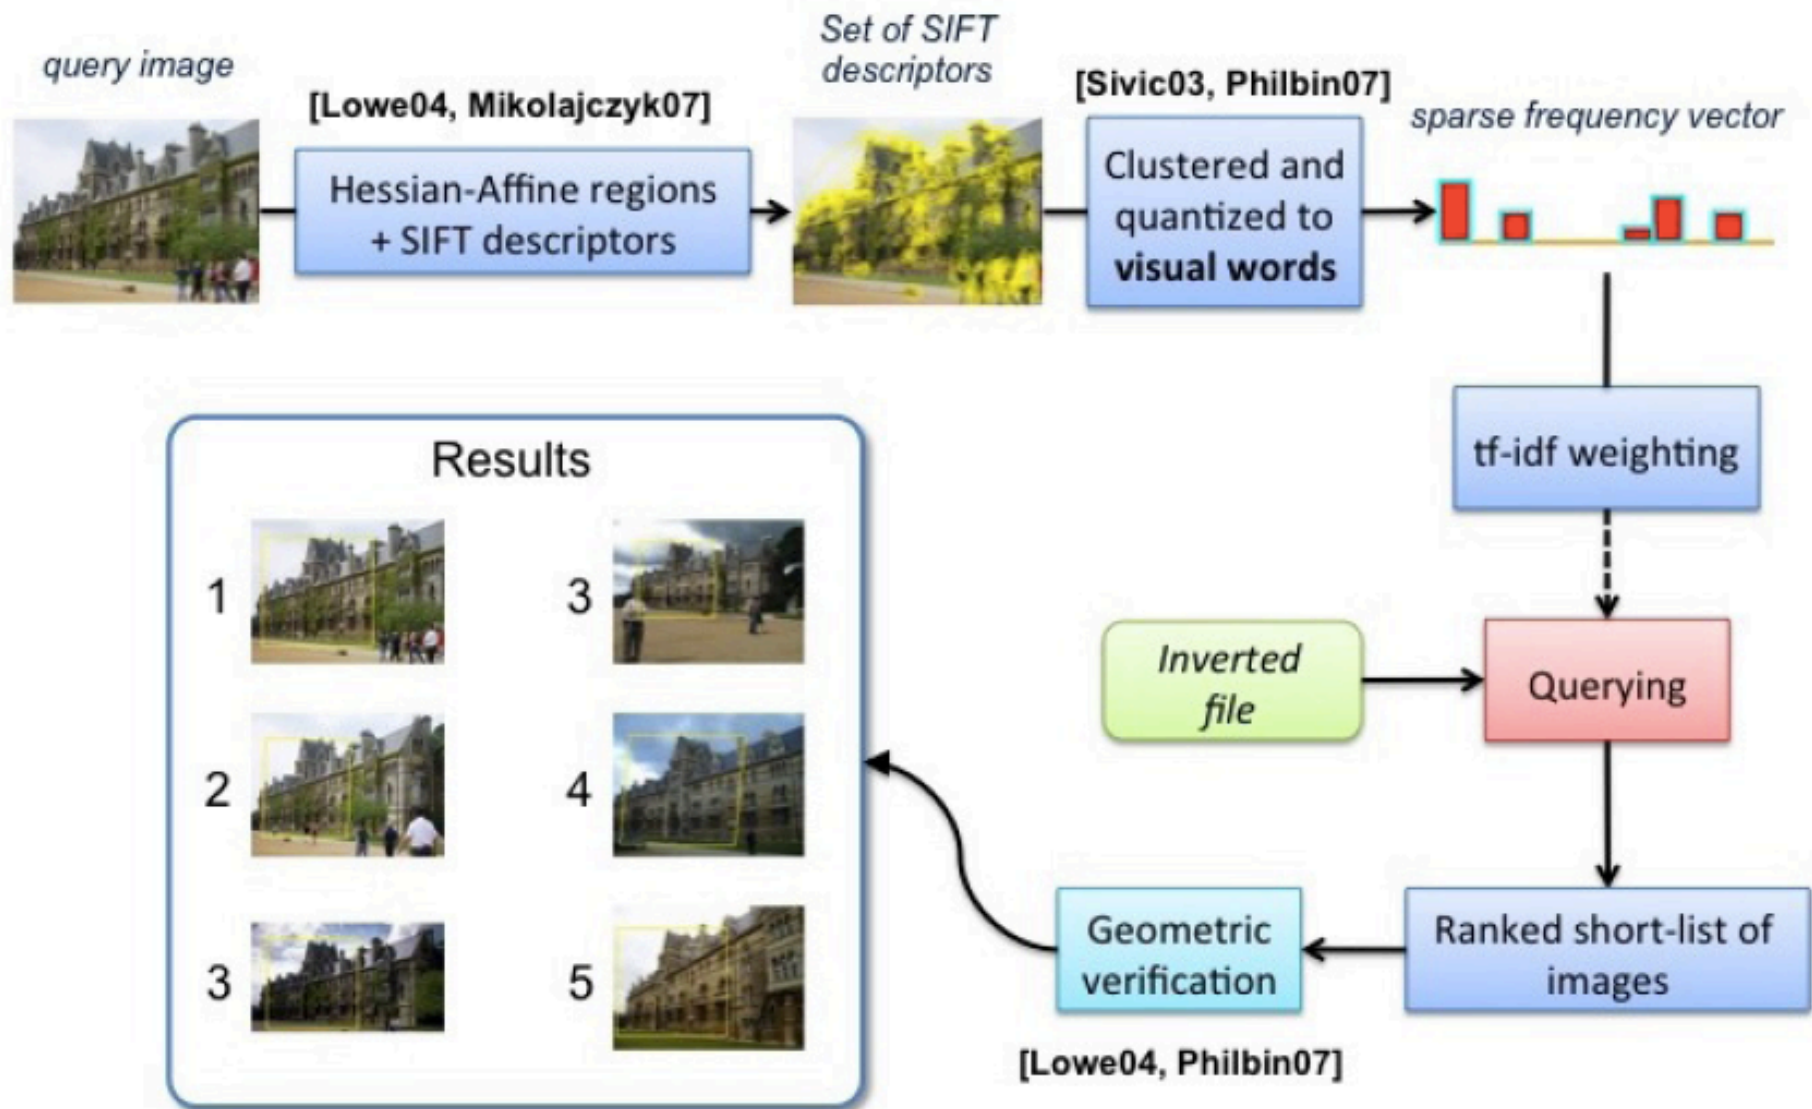 query image
[Lowe04, Mikolajczyk07]
Hessian-Affine regions
+ SIFT descriptors
Set of SIFT
descriptors
[Sivic03, Philbin07]
Clustered and
quantized to
visual words
sparse frequency vector
tf-idf weighting
Inverted
file
Querying
Ranked short-list of
images
Geometric
verification
[Lowe04, Philbin07]
Results
1
2
3
3
4
5